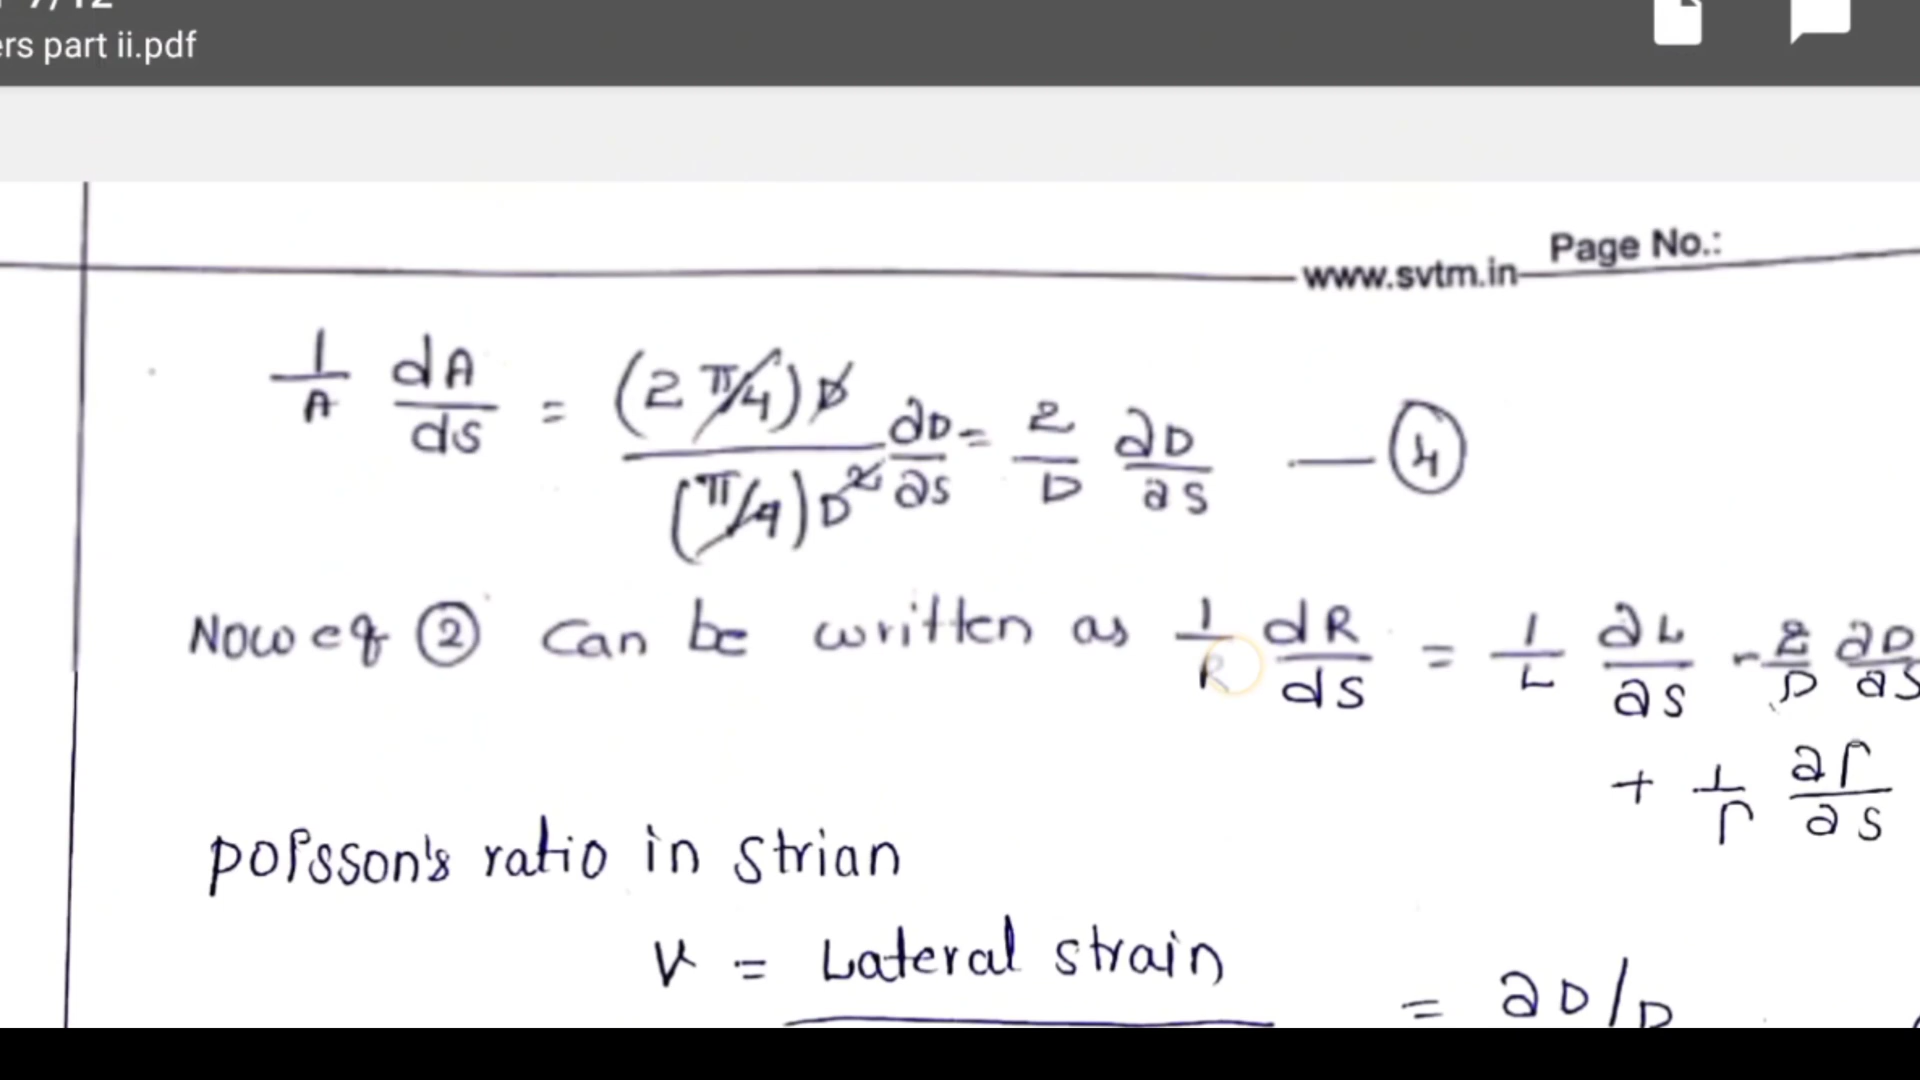 ers part ii.pdf
Page No.:
www.svtm.in
1/A dA/ds = (2 π/4) D / (π/4) D² ∂D/∂s = 2/D ∂D/∂s — ④
Now eq ② can be written as 1/R dR/ds = 1/L ∂L/∂s - 2/D ∂D/∂s
+ 1/ρ ∂ρ/∂s
poisson's ratio in strian
ν = Lateral strain
= ∂D/D